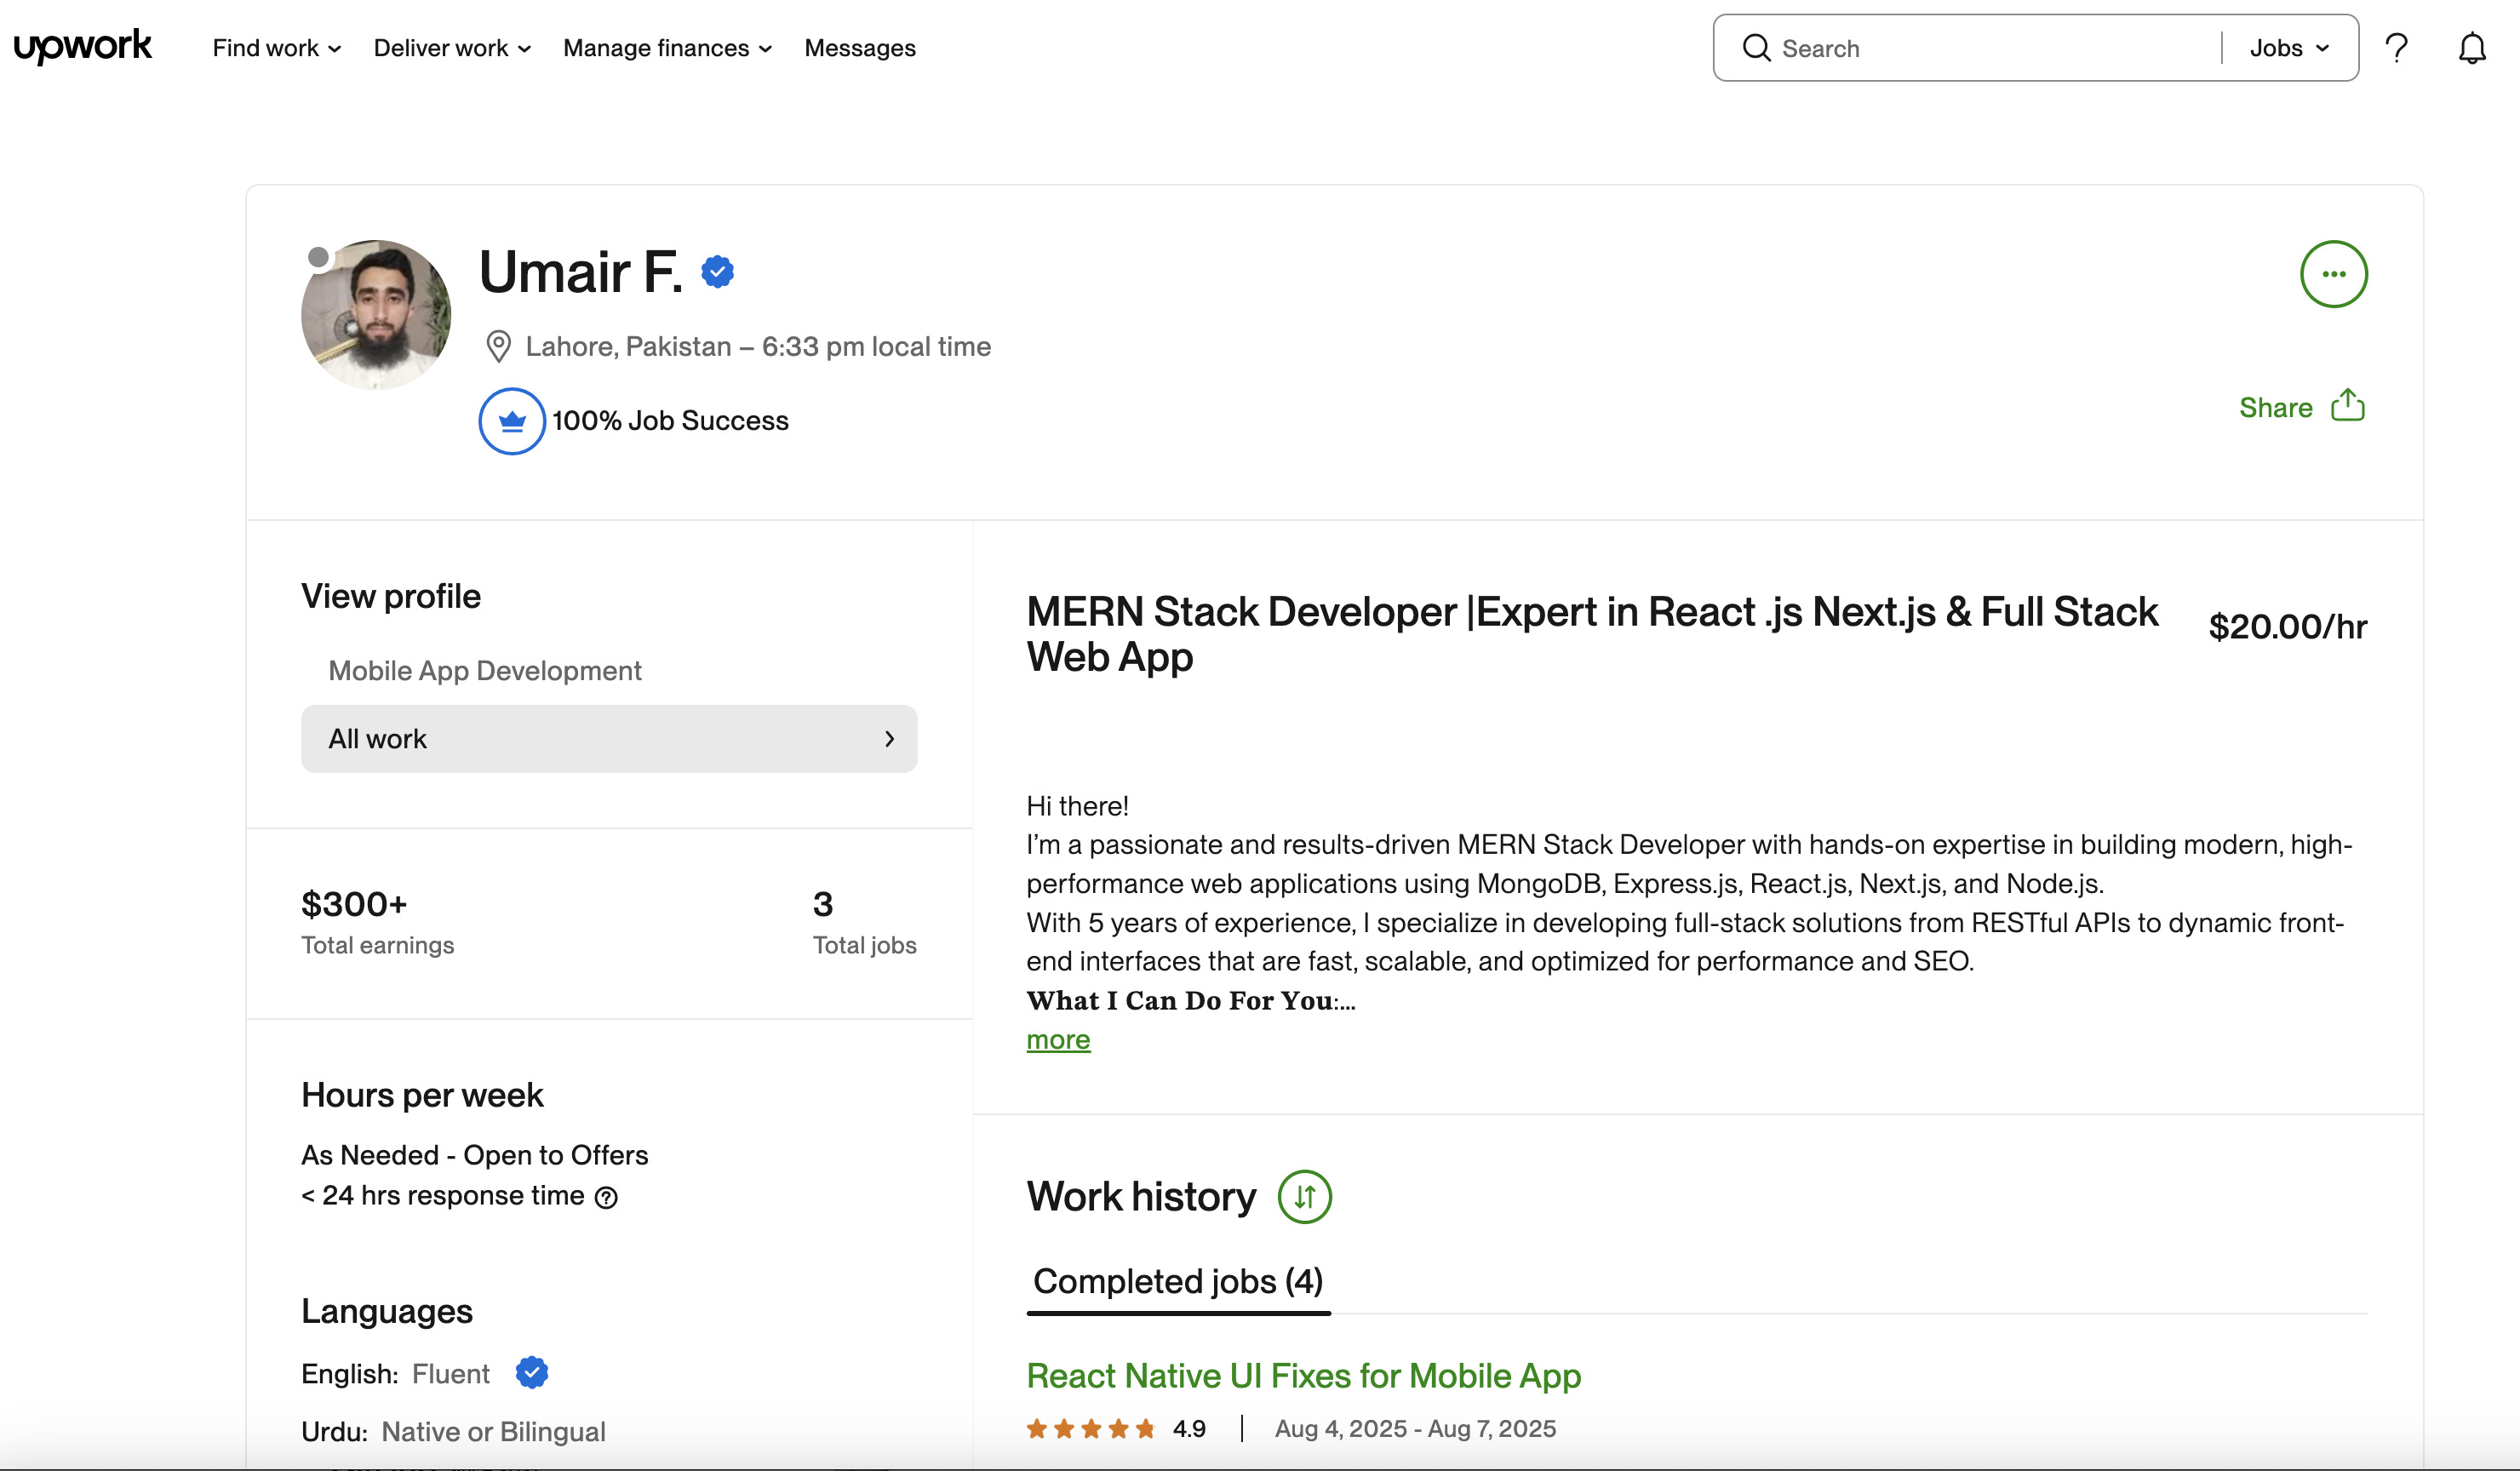 upwork
Find work
Deliver work
Manage finances
Messages
Search
Jobs
Umair F.
Lahore, Pakistan – 6:33 pm local time
100% Job Success
Share
View profile
Mobile App Development
All work
$300+
Total earnings
3
Total jobs
Hours per week
As Needed - Open to Offers
< 24 hrs response time
Languages
English: Fluent
Urdu: Native or Bilingual
MERN Stack Developer |Expert in React .js Next.js & Full Stack
Web App
$20.00/hr
Hi there!
I’m a passionate and results-driven MERN Stack Developer with hands-on expertise in building modern, high-
performance web applications using MongoDB, Express.js, React.js, Next.js, and Node.js.
With 5 years of experience, I specialize in developing full-stack solutions from RESTful APIs to dynamic front-
end interfaces that are fast, scalable, and optimized for performance and SEO.
What I Can Do For You:...
more
Work history
Completed jobs (4)
React Native UI Fixes for Mobile App
4.9
Aug 4, 2025 - Aug 7, 2025